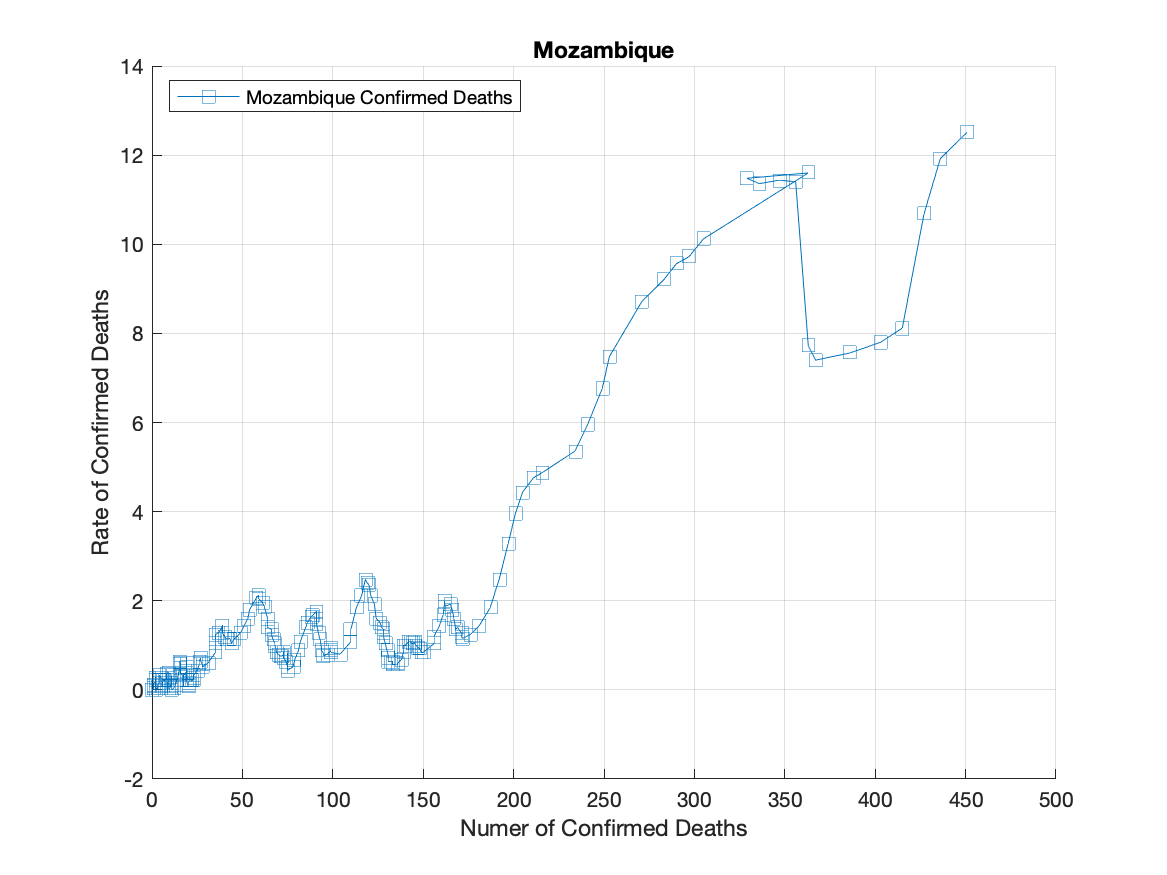 Mozambique
Mozambique Confirmed Deaths
14
12
10
8
6
4
2
0
-2
Rate of Confirmed Deaths
0 50 100 150 200 250 300 350 400 450 500
Numer of Confirmed Deaths